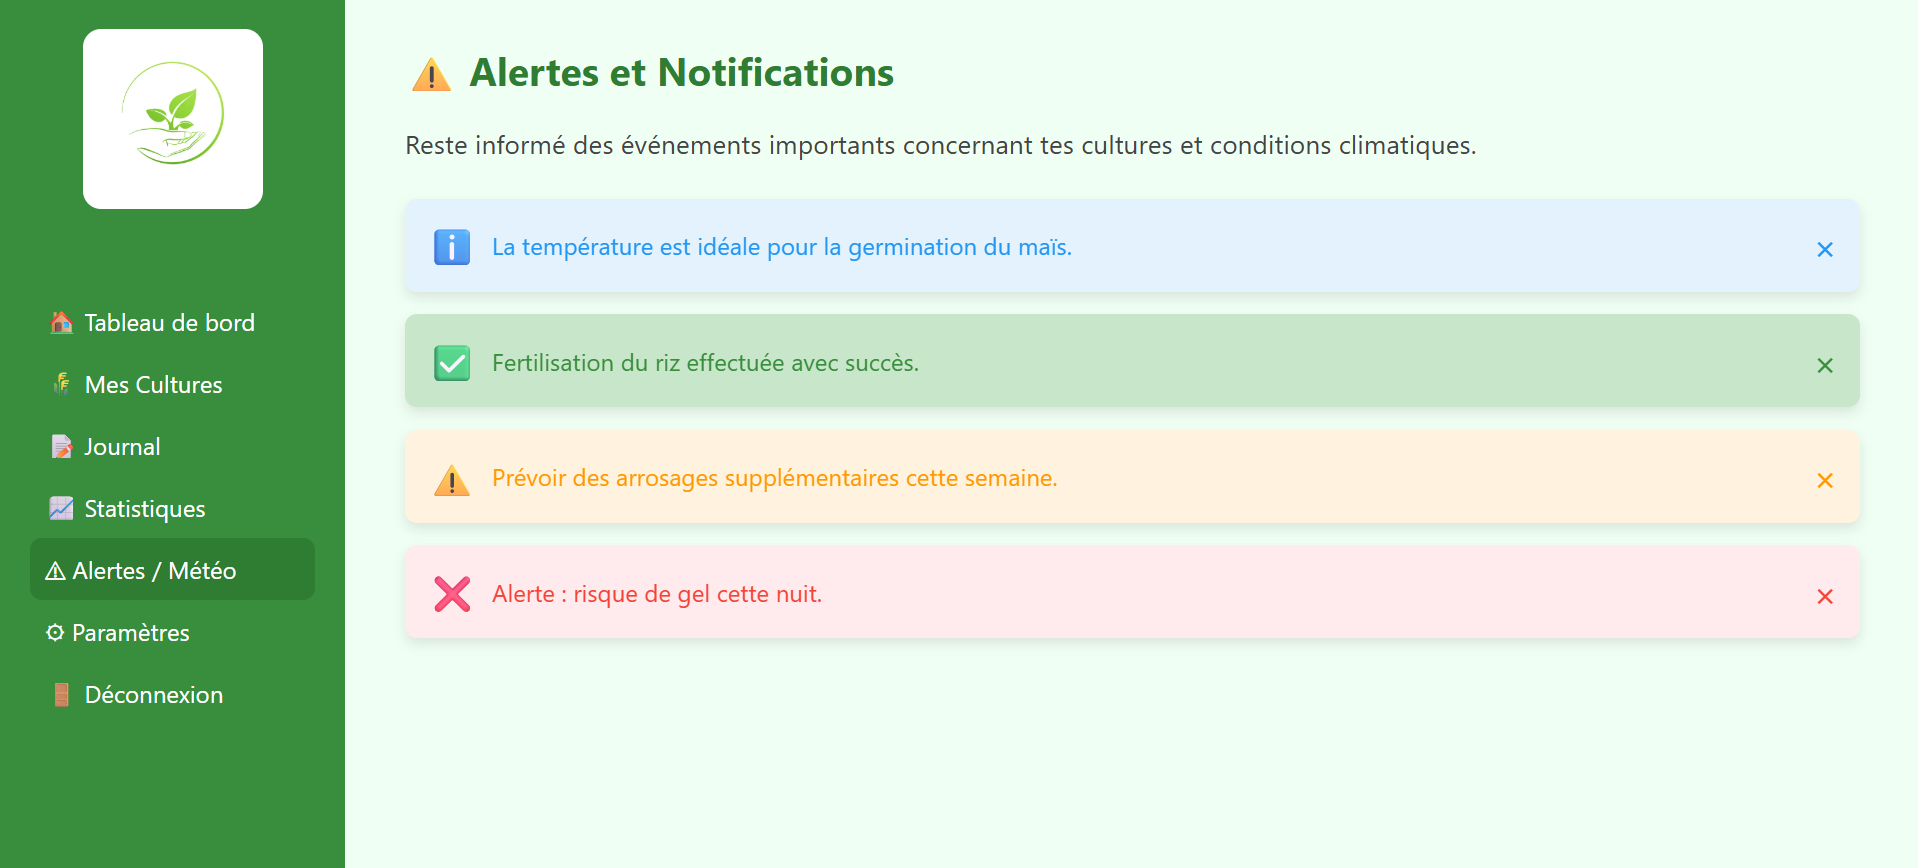 Tableau de bord
Mes Cultures
Journal
Statistiques
Alertes / Météo
Paramètres
Déconnexion
Alertes et Notifications
Reste informé des événements importants concernant tes cultures et conditions climatiques.
La température est idéale pour la germination du maïs.
Fertilisation du riz effectuée avec succès.
Prévoir des arrosages supplémentaires cette semaine.
Alerte : risque de gel cette nuit.